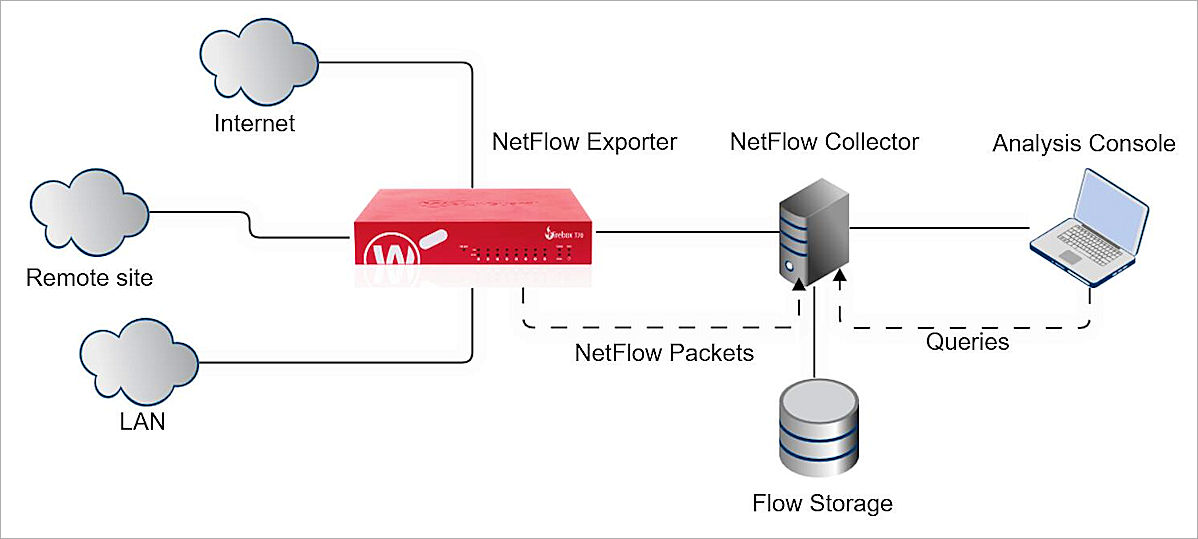 Internet
NetFlow Exporter
NetFlow Collector
Analysis Console
Remote site
W
Firebox T70
NetFlow Packets
Queries
LAN
Flow Storage